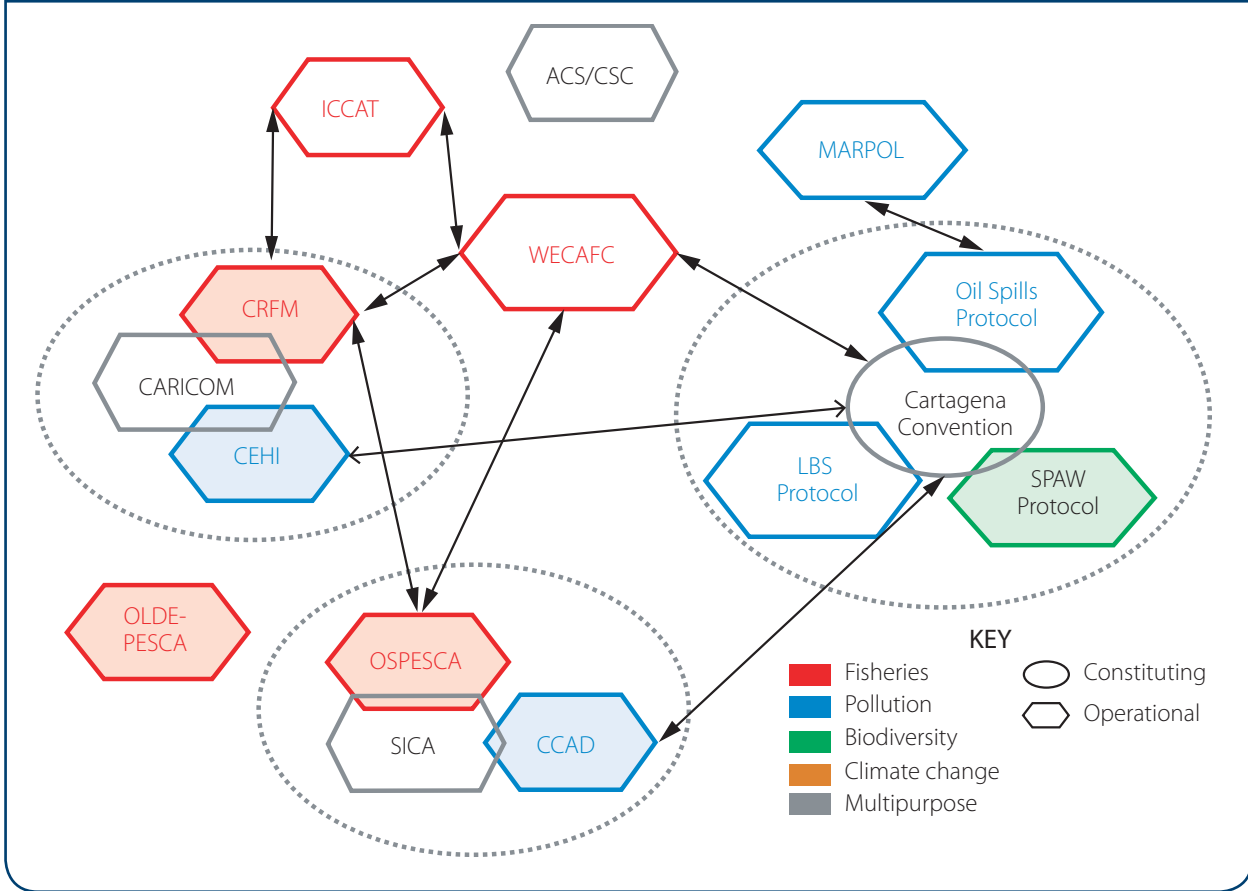 ACS/CSC
ICCAT
MARPOL
WECAFC
CRFM
Oil Spills
Protocol
CARICOM
Cartagena
Convention
CEHI
LBS
Protocol
SPAW
Protocol
OLDE-
PESCA
OSPESCA
SICA
CCAD
KEY
Fisheries
Pollution
Biodiversity
Climate change
Multipurpose
Constituting
Operational